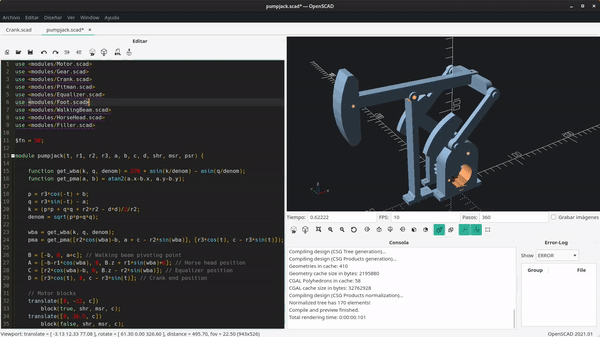 pumpjack.scad* — OpenSCAD
Archivo Editar Diseñar Ver Window Ayuda
Crank.scad pumpjack.scad*
Editar
1 use <modules/Motor.scad>
2 use <modules/Gear.scad>
3 use <modules/Crank.scad>
4 use <modules/Pitman.scad>
5 use <modules/Equalizer.scad>
6 use <modules/Foot.scad>
7 use <modules/WalkingBeam.scad>
8 use <modules/HorseHead.scad>
9 use <modules/Filler.scad>
10
11 $fn = 50;
12
13 module pumpjack(t, r1, r2, r3, a, b, c, d, shr, msr, psr) {
14
15 function get_wba(k, q, denom) = 270 + asin(k/denom) - asin(q/denom);
16 function get_pma(a, b) = atan2(a.x-b.x, a.y-b.y);
17
18 p = r3*cos(-t) + b;
19 q = r3*sin(-t) - a;
20 k = (p*p + q*q + r2*r2 - d*d)/2/r2;
21 denom = sqrt(p*p+q*q);
22
23 wba = get_wba(k, q, denom);
24 pma = get_pma([r2*cos(wba)-b, a + c - r2*sin(wba)], [r3*cos(t), c - r3*sin(t)]);
25
26 B = [-b, 0, a+c]; // Walking beam pivoting point
27 A = [-b-r1*cos(wba), 0, B.z + r1*sin(wba)+c]; // Horse head position
28 C = [r2*cos(wba)-b, 0, B.z - r2*sin(wba)]; // Equalizer position
29 D = [r3*cos(t), 0, c - r3*sin(t)]; // Crank end position
30
31 // Motor blocks
32 translate([0, -12, c])
33 block(true, shr, msr, c);
34
35 block(false, shr, msr, c);
Tiempo: 0.62222 FPS: 10 Pasos: 360 Grabar imágenes
Console
Compiling design (CSG Tree generation)...
Compiling design (CSG Products generation)...
Geometries in cache: 410
Geometry cache size in bytes: 2195880
CGAL Polyhedrons in cache: 58
CGAL cache size in bytes: 32762928
Compiling design (CSG Products normalization)...
Normalized tree has 170 elements!
Compile and preview finished.
Total rendering time: 0:00:00.101
Error-Log
Show ERROR
Group File
Viewport: translate = [ -3.13 12.33 77.08 ], rotate = [ 61.30 0.00 326.60 ], distance = 495.70, fov = 22.50 (943x526)
OpenSCAD 2021.01